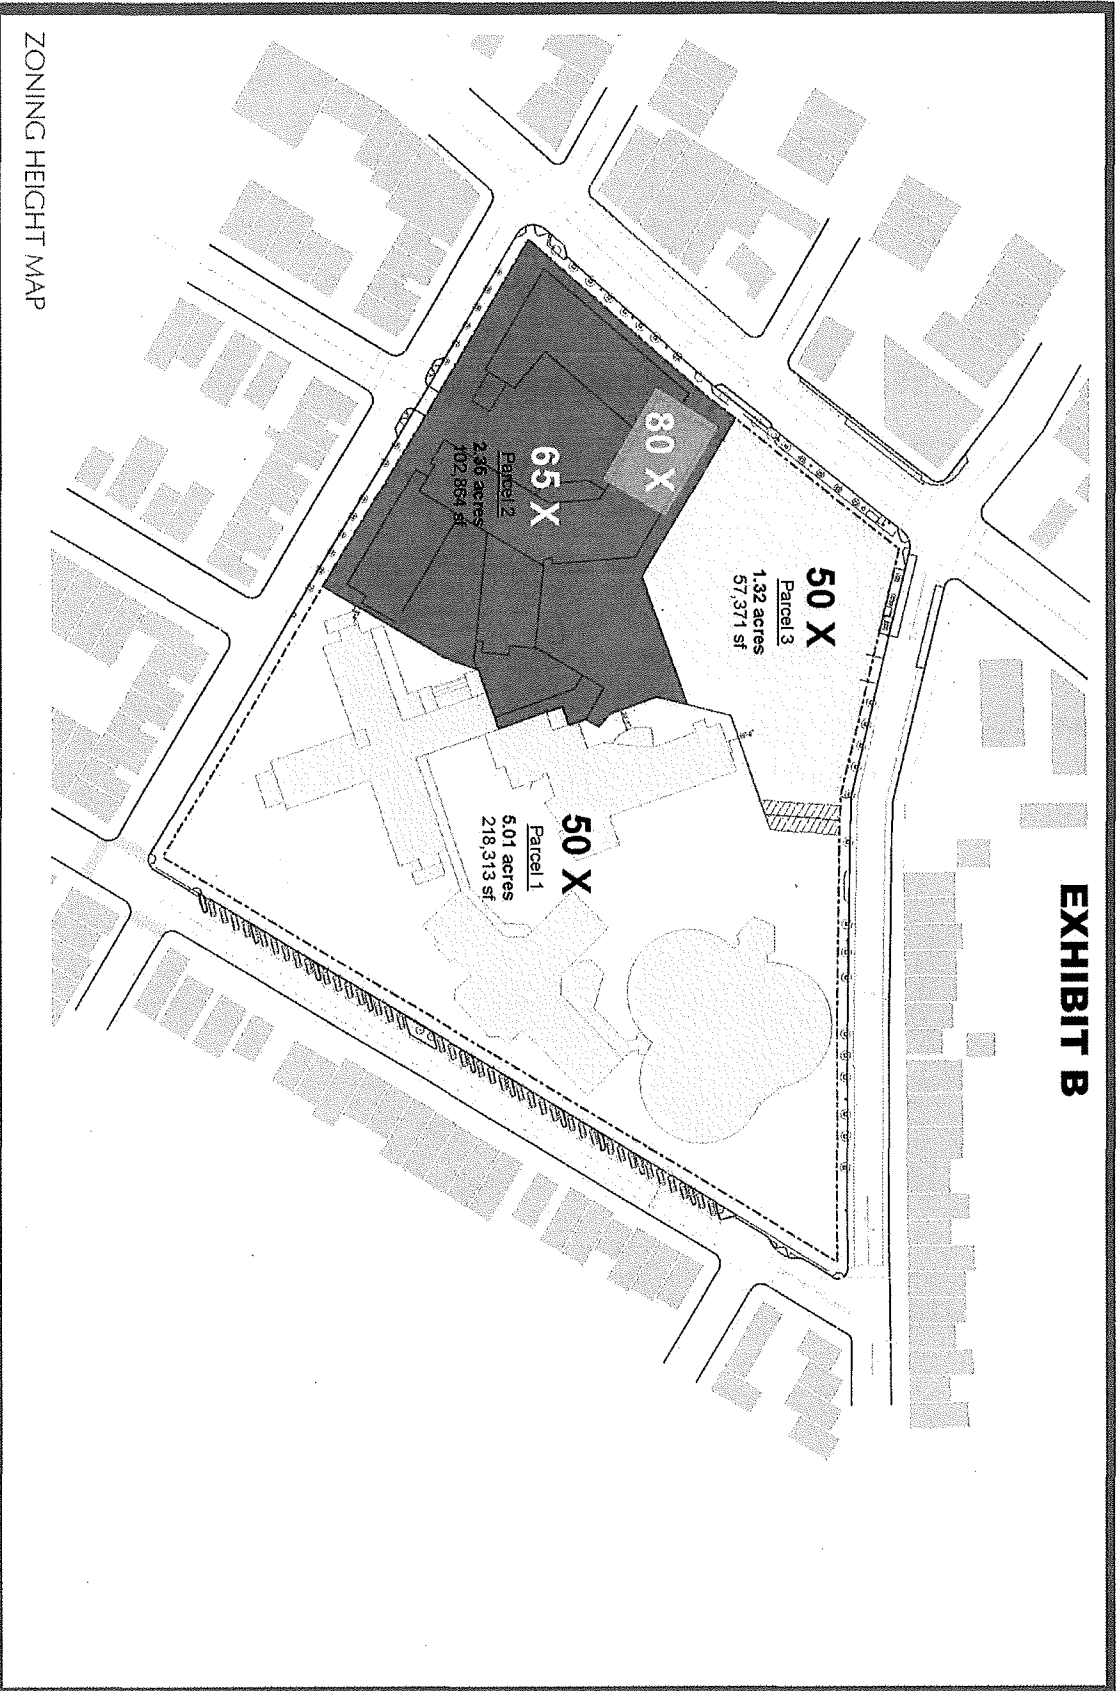 EXHIBIT B
50 X
Parcel 3
1.32 acres
57,371 sf
80 X
65 X
Parcel 2
2.36 acres
102,864 sf
50 X
Parcel 1
5.01 acres
218,313 sf
ZONING HEIGHT MAP